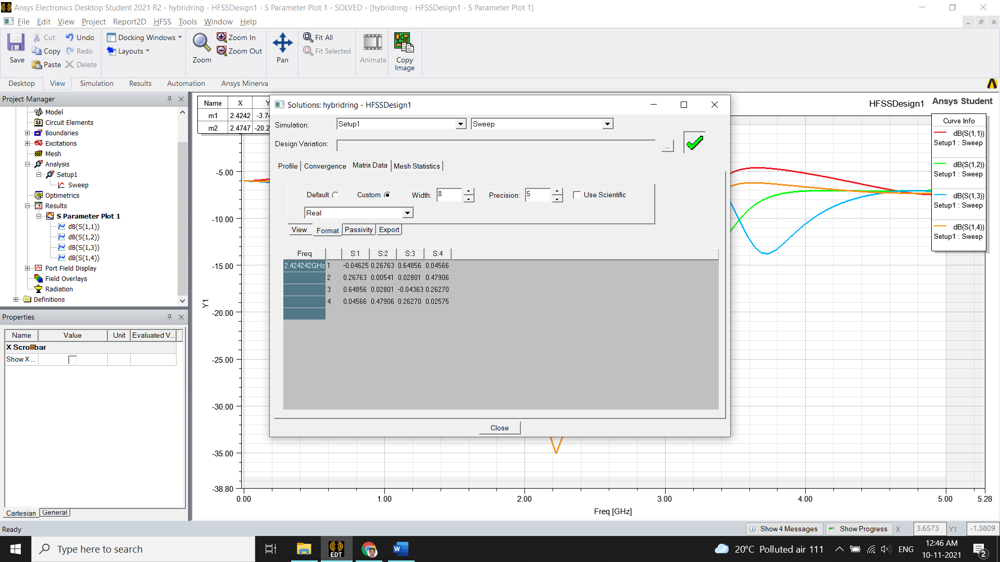 Ansys Electronics Desktop Student 2021 R2 - hybridring - HFSSDesign1 - S Parameter Plot 1 - SOLVED - [hybridring - HFSSDesign1 - S Parameter Plot 1]
File Edit View Project Report2D HFSS Tools Window Help
Save
Cut
Copy
Paste
Undo
Redo
Delete
Docking Windows
Layouts
Zoom
Zoom In
Zoom Out
Pan
Fit All
Fit Selected
Animate
Copy
Image
Desktop View Simulation Results Automation Ansys Minerva
Project Manager
Model
Circuit Elements
Boundaries
Excitations
Mesh
Analysis
Setup1
Sweep
Optimetrics
Results
S Parameter Plot 1
dB(S(1,1))
dB(S(1,2))
dB(S(1,3))
dB(S(1,4))
Port Field Display
Field Overlays
Radiation
Definitions
Properties
Name Value Unit Evaluated V...
X Scrollbar
Show X ...
Cartesian General
Name X Y
m1 2.4242 -3.74
m2 2.4747 -20.2
HFSSDesign1
Ansys Student
Curve Info
dB(S(1,1))
Setup1 : Sweep
dB(S(1,2))
Setup1 : Sweep
dB(S(1,3))
Setup1 : Sweep
dB(S(1,4))
Setup1 : Sweep
-5.00
-10.00
-15.00
-20.00
-25.00
-30.00
-35.00
-38.80
Y1
0.00 1.00 2.00 3.00 4.00 5.00 5.28
Freq [GHz]
Solutions: hybridring - HFSSDesign1
Simulation: Setup1 Sweep
Design Variation: ...
Profile Convergence Matrix Data Mesh Statistics
Default Custom Width: 8 Precision: 5 Use Scientific
Real
View Format Passivity Export
Freq S:1 S:2 S:3 S:4
2.424242GHz 1 -0.04625 0.26763 0.64856 0.04566
2 0.26763 0.00541 0.02801 0.47906
3 0.64856 0.02801 -0.04363 0.26270
4 0.04566 0.47906 0.26270 0.02575
Close
Ready
Show 4 Messages Show Progress X 3.6573 Y1 -1.3809
Type here to search
EDT
20°C Polluted air 111
ENG
12:46 AM
10-11-2021
2